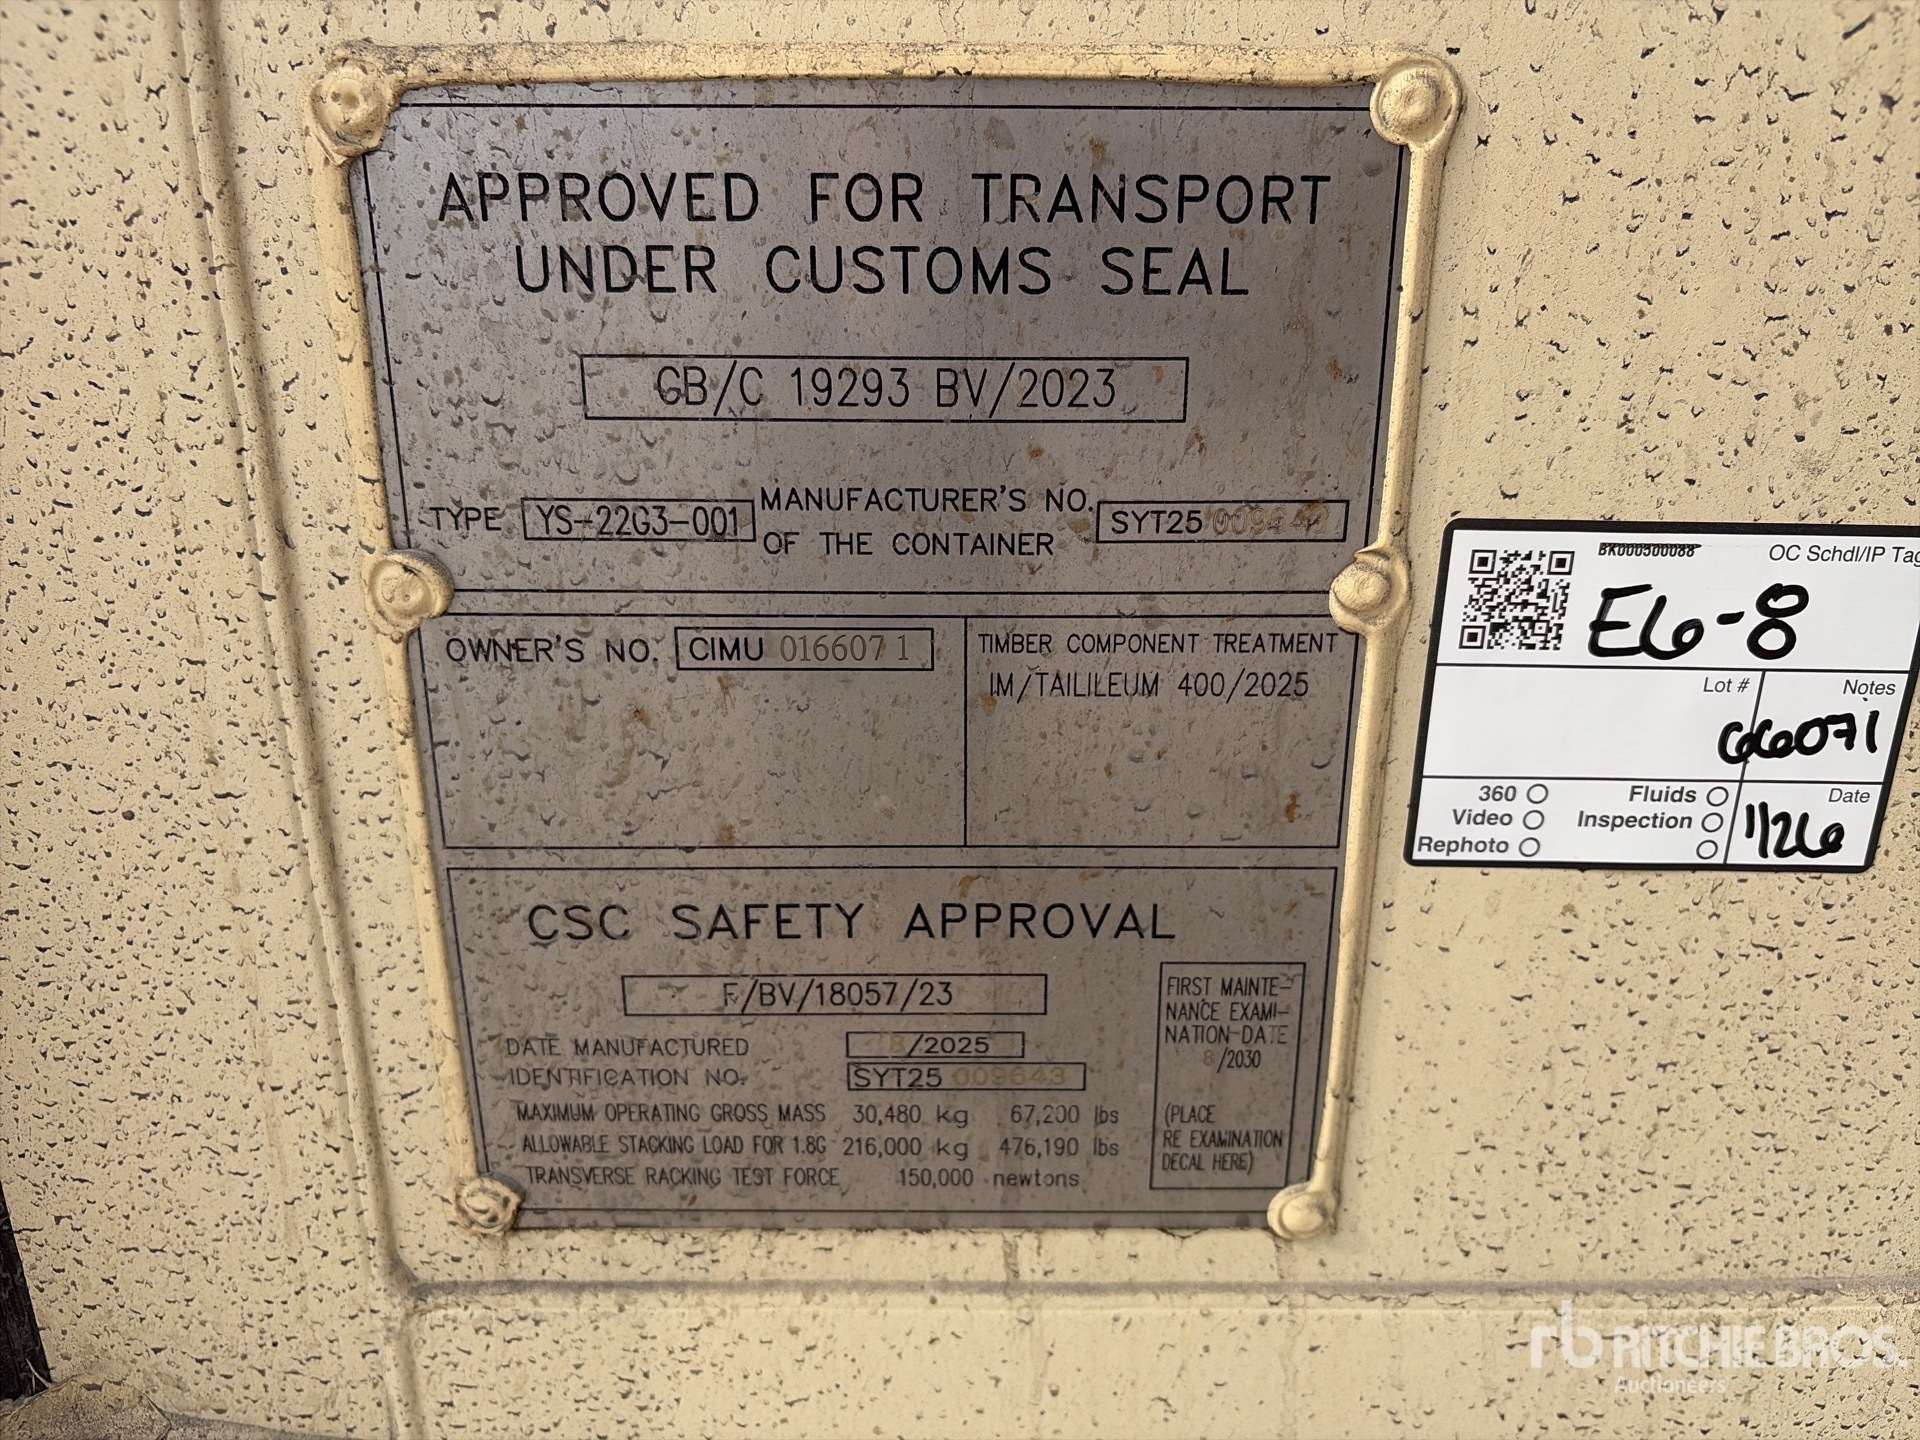 APPROVED FOR TRANSPORT
UNDER CUSTOMS SEAL
GB/C 19293 BV/2023
TYPE YS-22G3-001 MANUFACTURER'S NO.
OF THE CONTAINER SYT25 009643
OWNER'S NO. CIMU 016607 1
TIMBER COMPONENT TREATMENT
IM/TAILILEUM 400/2025
CSC SAFETY APPROVAL
F/BV/18057/23
DATE MANUFACTURED 8/2025
IDENTIFICATION NO. SYT25 009643
MAXIMUM OPERATING GROSS MASS 30,480 kg 67,200 lbs
ALLOWABLE STACKING LOAD FOR 1.8G 216,000 kg 476,190 lbs
TRANSVERSE RACKING TEST FORCE 150,000 newtons
FIRST MAINTE-
NANCE EXAMI-
NATION DATE
8/2030
(PLACE
RE EXAMINATION
DECAL HERE)
BK000500088 OC Schdl/IP Tag
E6-8
Lot # Notes
66071
360 Fluids Date
Video Inspection
Rephoto
1/26
rb RITCHIE BROS.
Auctioneers